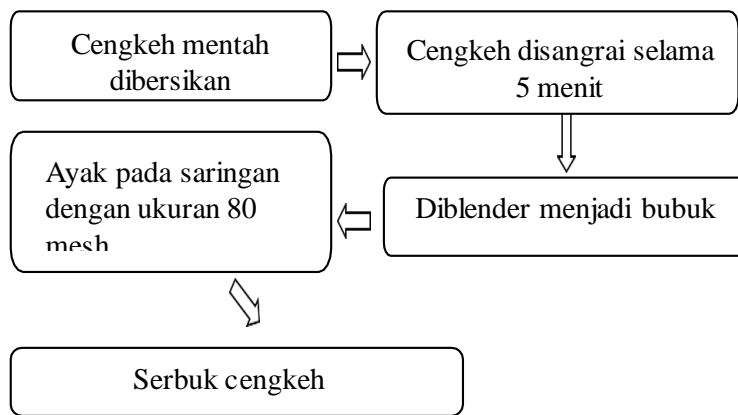 Cengkeh mentah
dibersikan
Cengkeh disangrai selama
5 menit
Diblender menjadi bubuk
Ayak pada saringan
dengan ukuran 80
mesh
Serbuk cengkeh